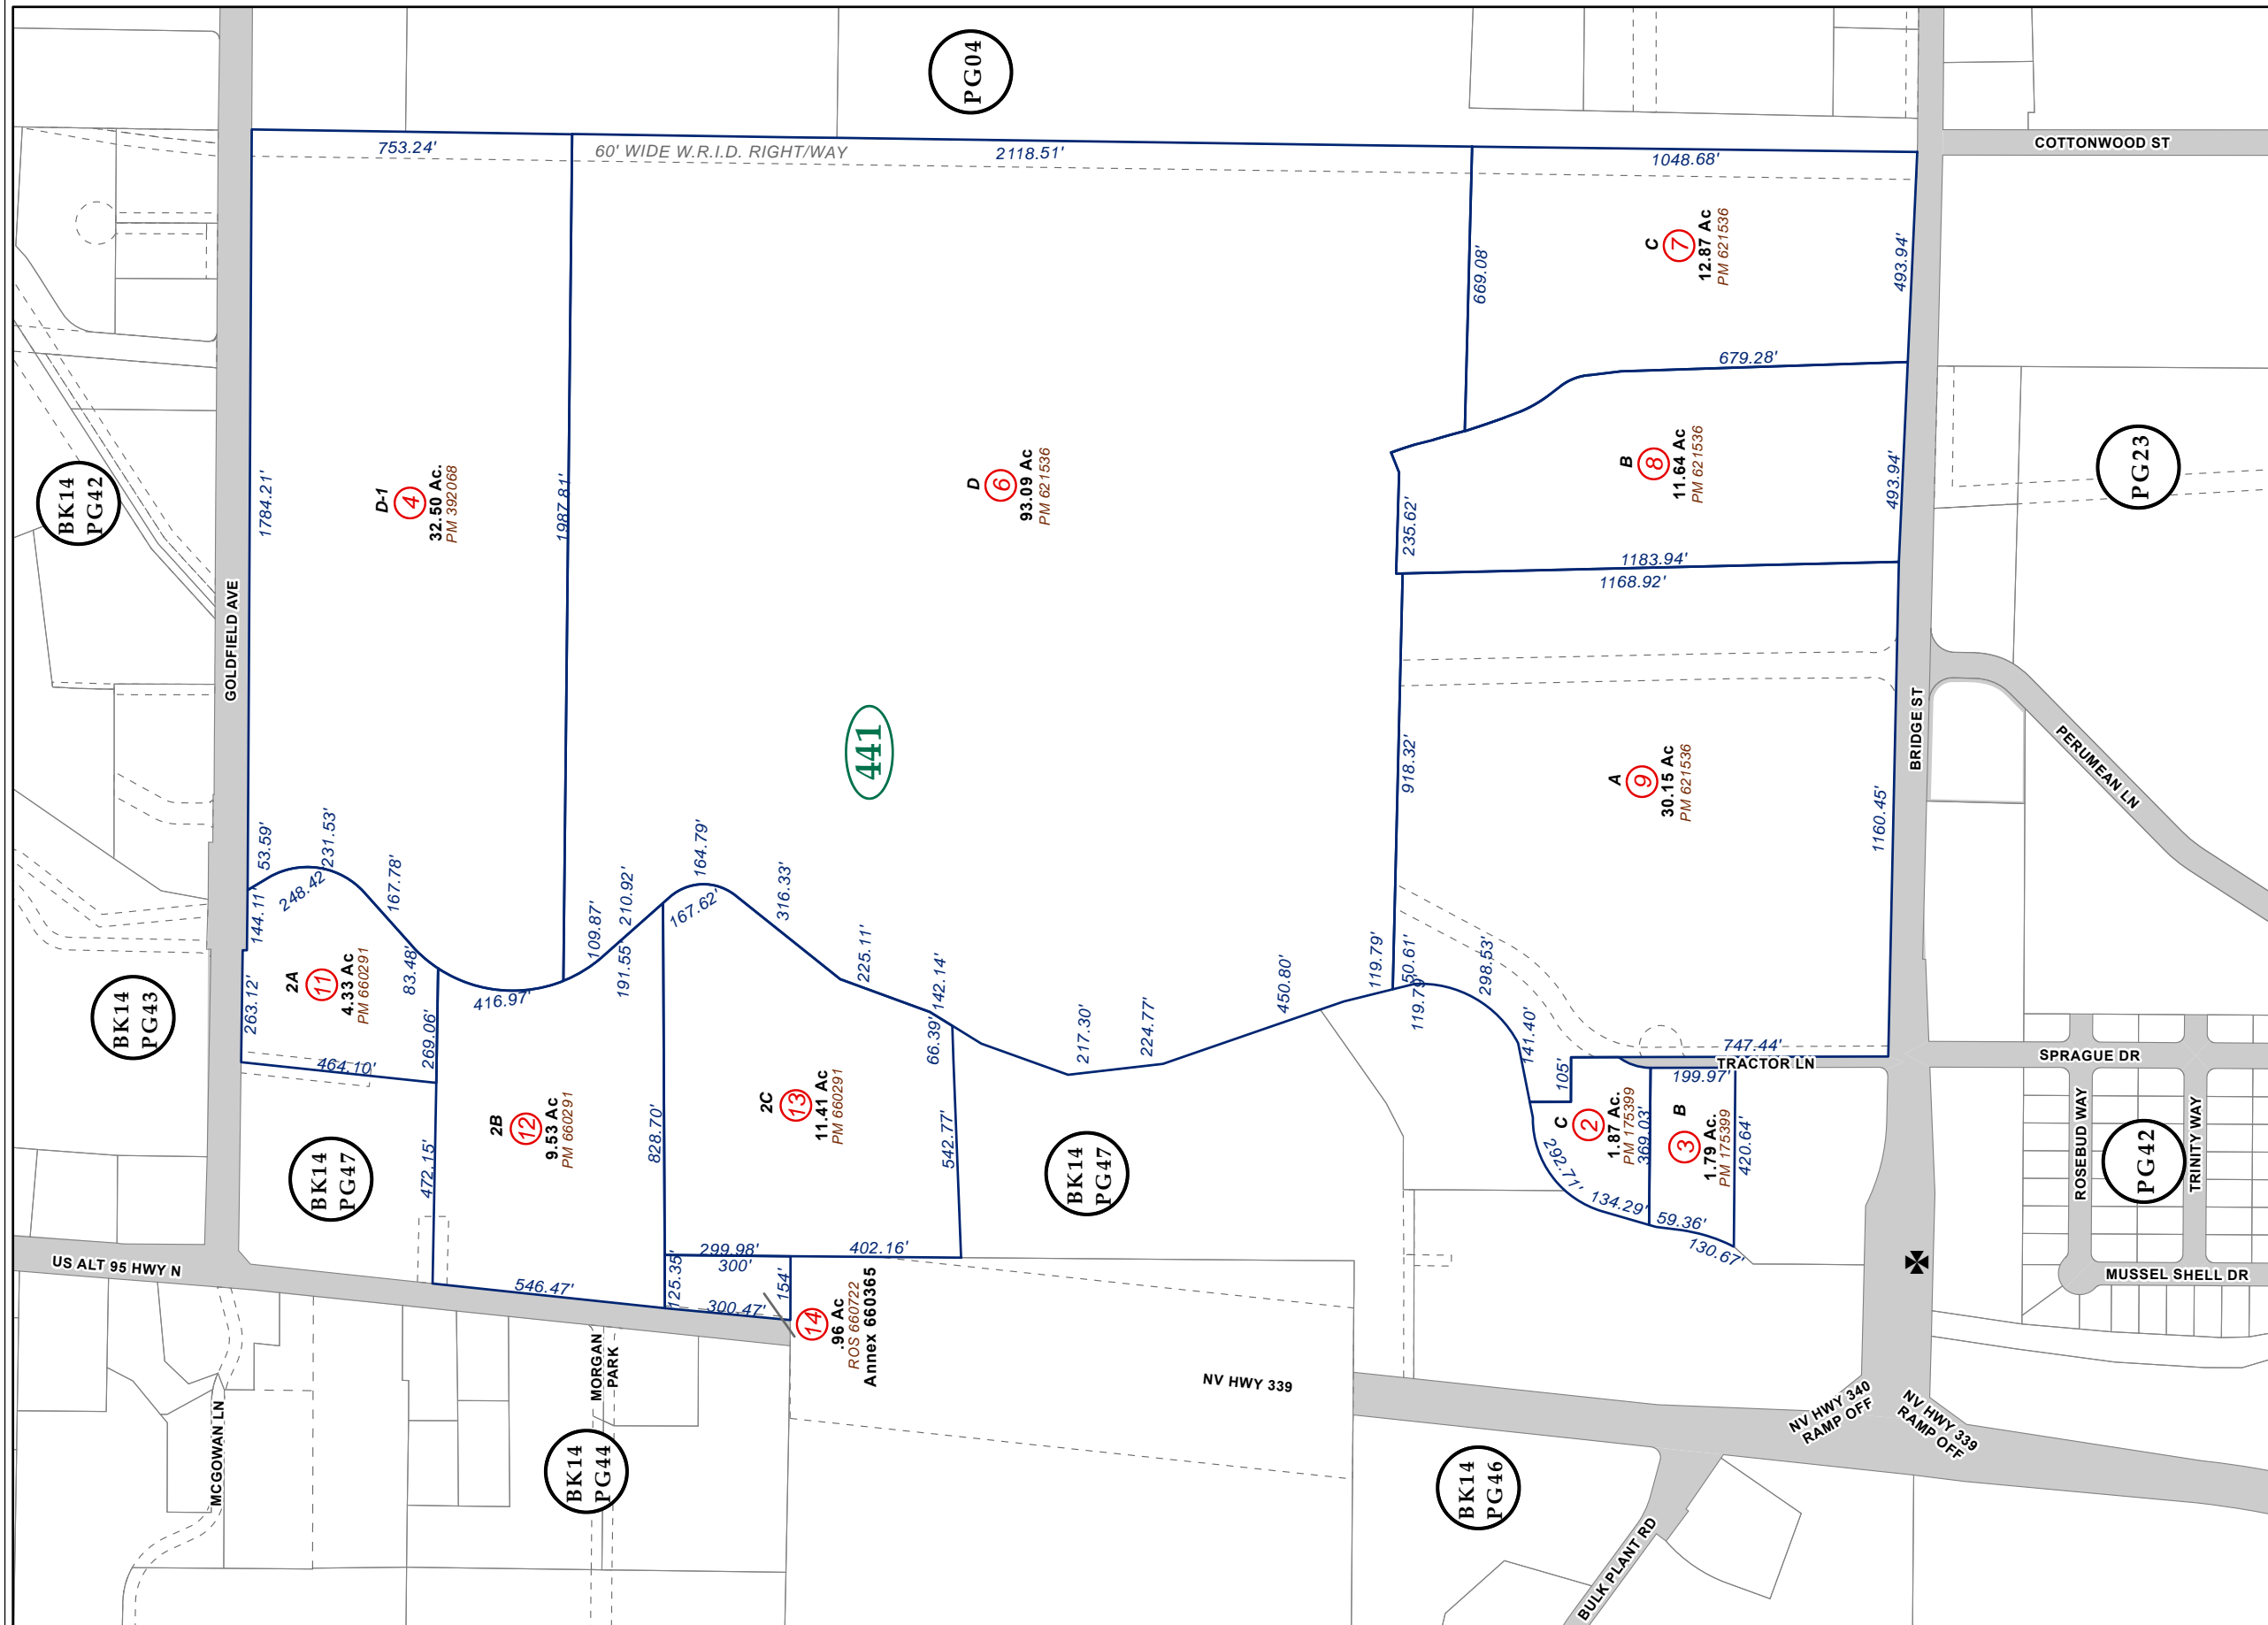 PG04
COTTONWOOD ST
753.24'
60' WIDE W.R.I.D. RIGHT/WAY
2118.51'
1048.68'
C
7
12.87 Ac
PM 621536
493.94'
669.08'
679.28'
BK14
PG42
1784.21'
D-1
4
32.50 Ac.
PM 392068
1987.81'
D
6
93.09 Ac
PM 621536
B
8
11.64 Ac
PM 621536
493.94'
235.62'
PG23
1183.94'
1168.92'
GOLDFIELD AVE
441
918.32'
A
9
30.15 Ac
PM 621536
BRIDGE ST
1160.45'
PERUMEAN LN
53.59'
231.53'
248.42'
167.78'
144.11'
164.79'
167.62'
210.92'
109.87'
316.33'
BK14
PG43
263.12'
2A
11
4.33 Ac
PM 660291
83.48'
416.97'
191.55'
225.11'
142.14'
119.79'
50.61'
298.53'
119.79'
450.80'
464.10'
269.06'
66.39'
217.30'
224.77'
141.40'
747.44'
TRACTOR LN
SPRAGUE DR
105'
199.97'
2B
12
9.53 Ac
PM 660291
828.70'
2C
13
11.41 Ac
PM 660291
542.77'
C
2
1.87 Ac.
PM 175399
369.03'
B
3
1.79 Ac.
PM 175399
420.64'
ROSEBUD WAY
PG42
TRINITY WAY
BK14
PG47
472.15'
BK14
PG47
292.71'
134.29'
59.36'
130.67'
US ALT 95 HWY N
546.47'
299.98'
300'
402.16'
125.35'
300.47'
154'
14
.96 Ac
ROS 660722
Annex 660365
MUSSEL SHELL DR
MORGAN
PARK
NV HWY 339
NV HWY 340
RAMP OFF
NV HWY 339
RAMP OFF
MCGOWAN LN
BK14
PG44
BK14
PG46
BULK PLANT RD